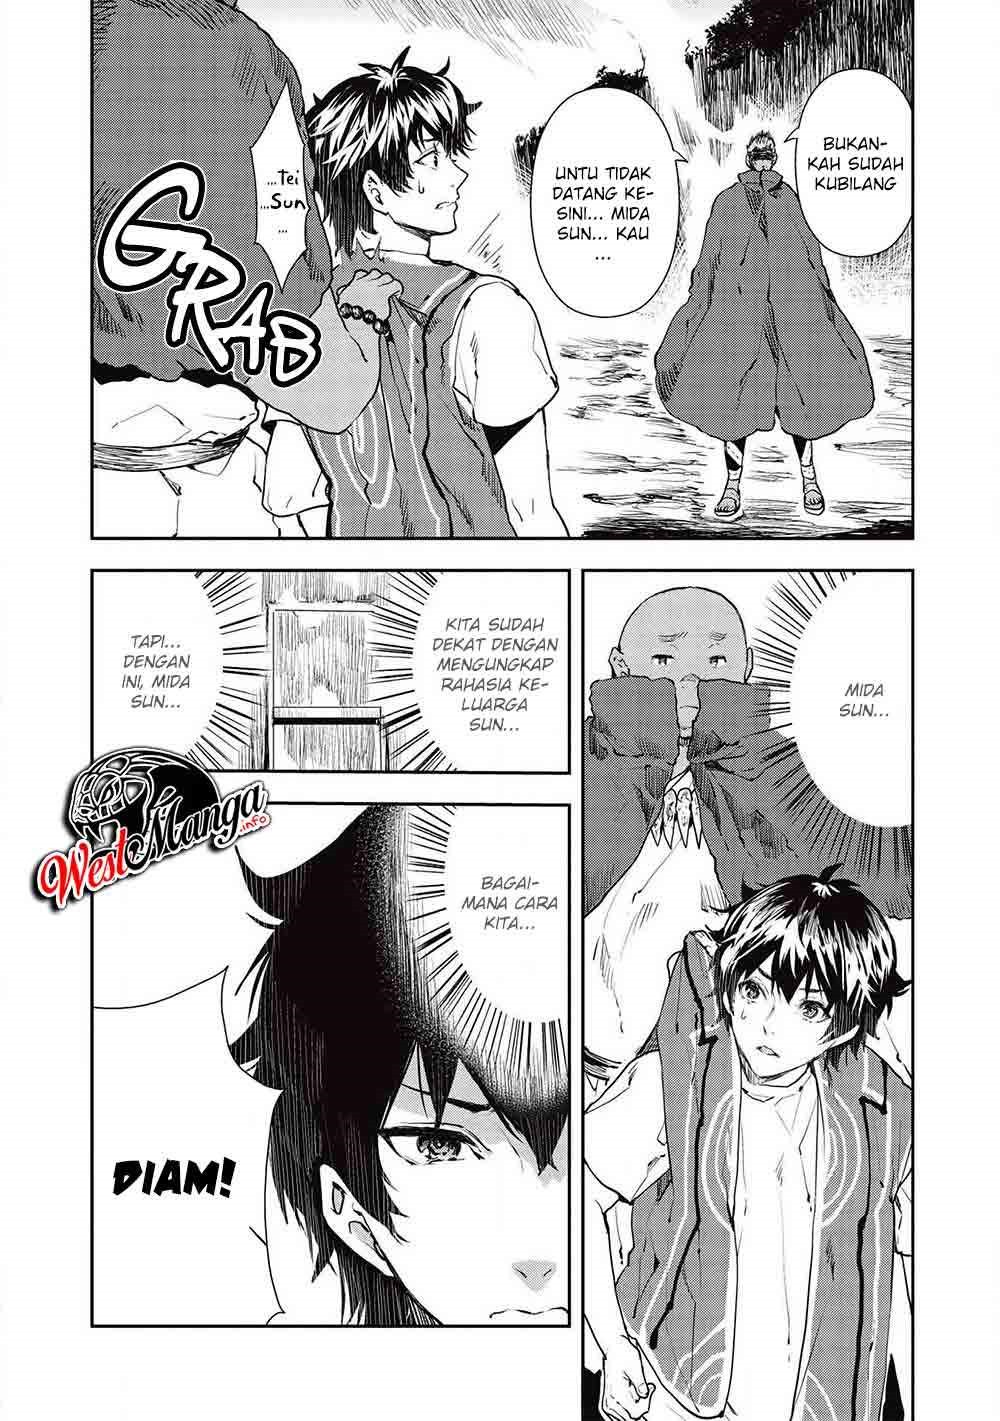 BUKAN-
KAH SUDAH
KUBILANG
UNTU TIDAK
DATANG KE-
SINI... MIDA
SUN... KAU
...
...Tei
...Sun
...
GRAB
MIDA
SUN...
KITA SUDAH
DEKAT DENGAN
MENGUNGKAP
RAHASIA KE-
LUARGA
SUN...
TAPI...
DENGAN
INI, MIDA
SUN...
BAGAI-
MANA CARA
KITA...
DIAM!
WestManga
.info